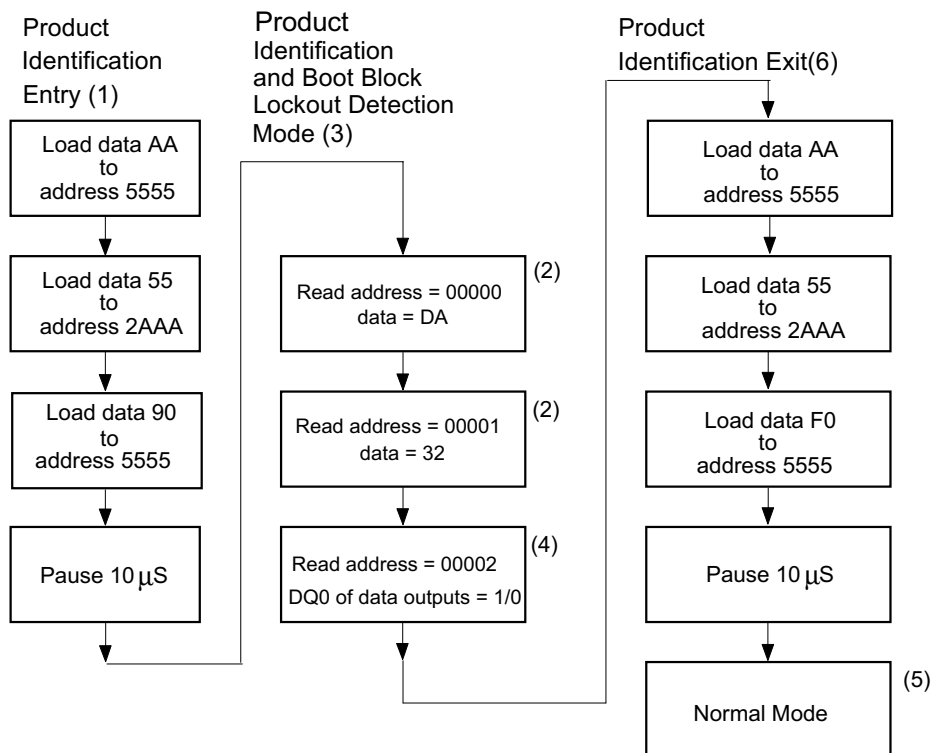 Product
Identification
Entry (1)
Load data AA
to
address 5555
Load data 55
to
address 2AAA
Load data 90
to
address 5555
Pause 10 μS
Product
Identification
and Boot Block
Lockout Detection
Mode (3)
(2)
Read address = 00000
data = DA
(2)
Read address = 00001
data = 32
(4)
Read address = 00002
DQ0 of data outputs = 1/0
Product
Identification Exit(6)
Load data AA
to
address 5555
Load data 55
to
address 2AAA
Load data F0
to
address 5555
Pause 10 μS
(5)
Normal Mode